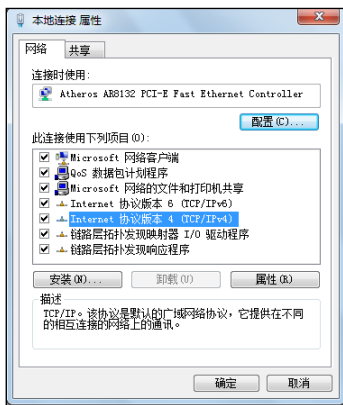 本地连接 属性
网络 共享
连接时使用:
Atheros AR8132 PCI-E Fast Ethernet Controller
配置(C)...
此连接使用下列项目(O):
Microsoft 网络客户端
QoS 数据包计划程序
Microsoft 网络的文件和打印机共享
Internet 协议版本 6 (TCP/IPv6)
Internet 协议版本 4 (TCP/IPv4)
链路层拓扑发现映射器 I/O 驱动程序
链路层拓扑发现响应程序
安装(N)... 卸载(U) 属性(R)
描述
TCP/IP。该协议是默认的广域网络协议，它提供在不同
的相互连接的网络上的通讯。
确定 取消